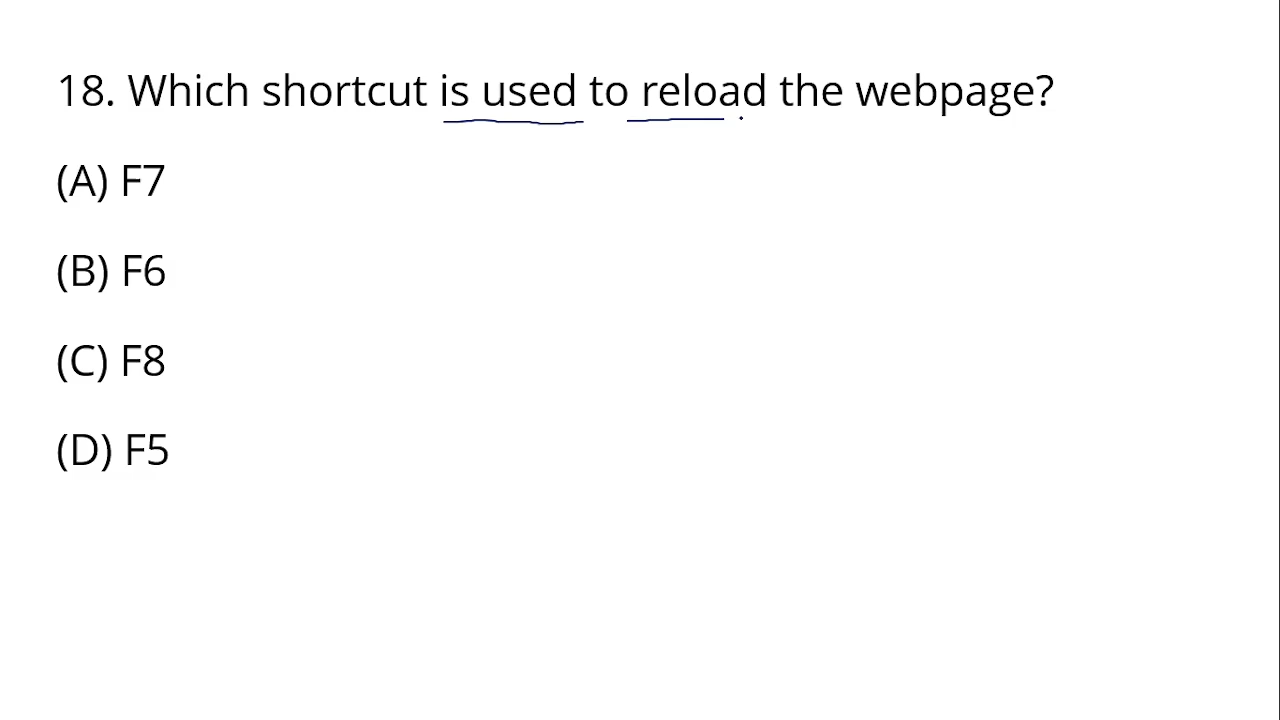 18. Which shortcut is used to reload the webpage?
(A) F7
(B) F6
(C) F8
(D) F5